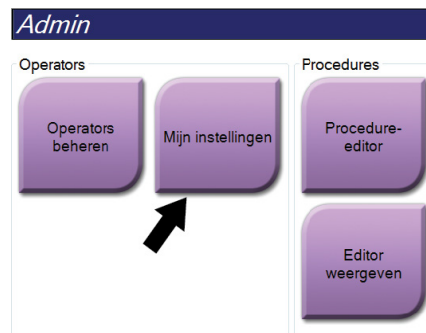 Admin
Operators
Procedures
Operators
beheren
Mijn instellingen
Procedure-
editor
Editor
weergeven